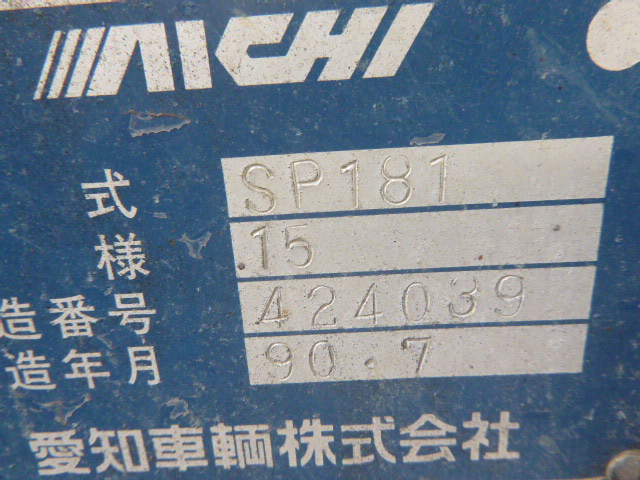 AICHI
式 SP181
様 15
造番号 424039
造年月 90.7
愛知車輌株式会社